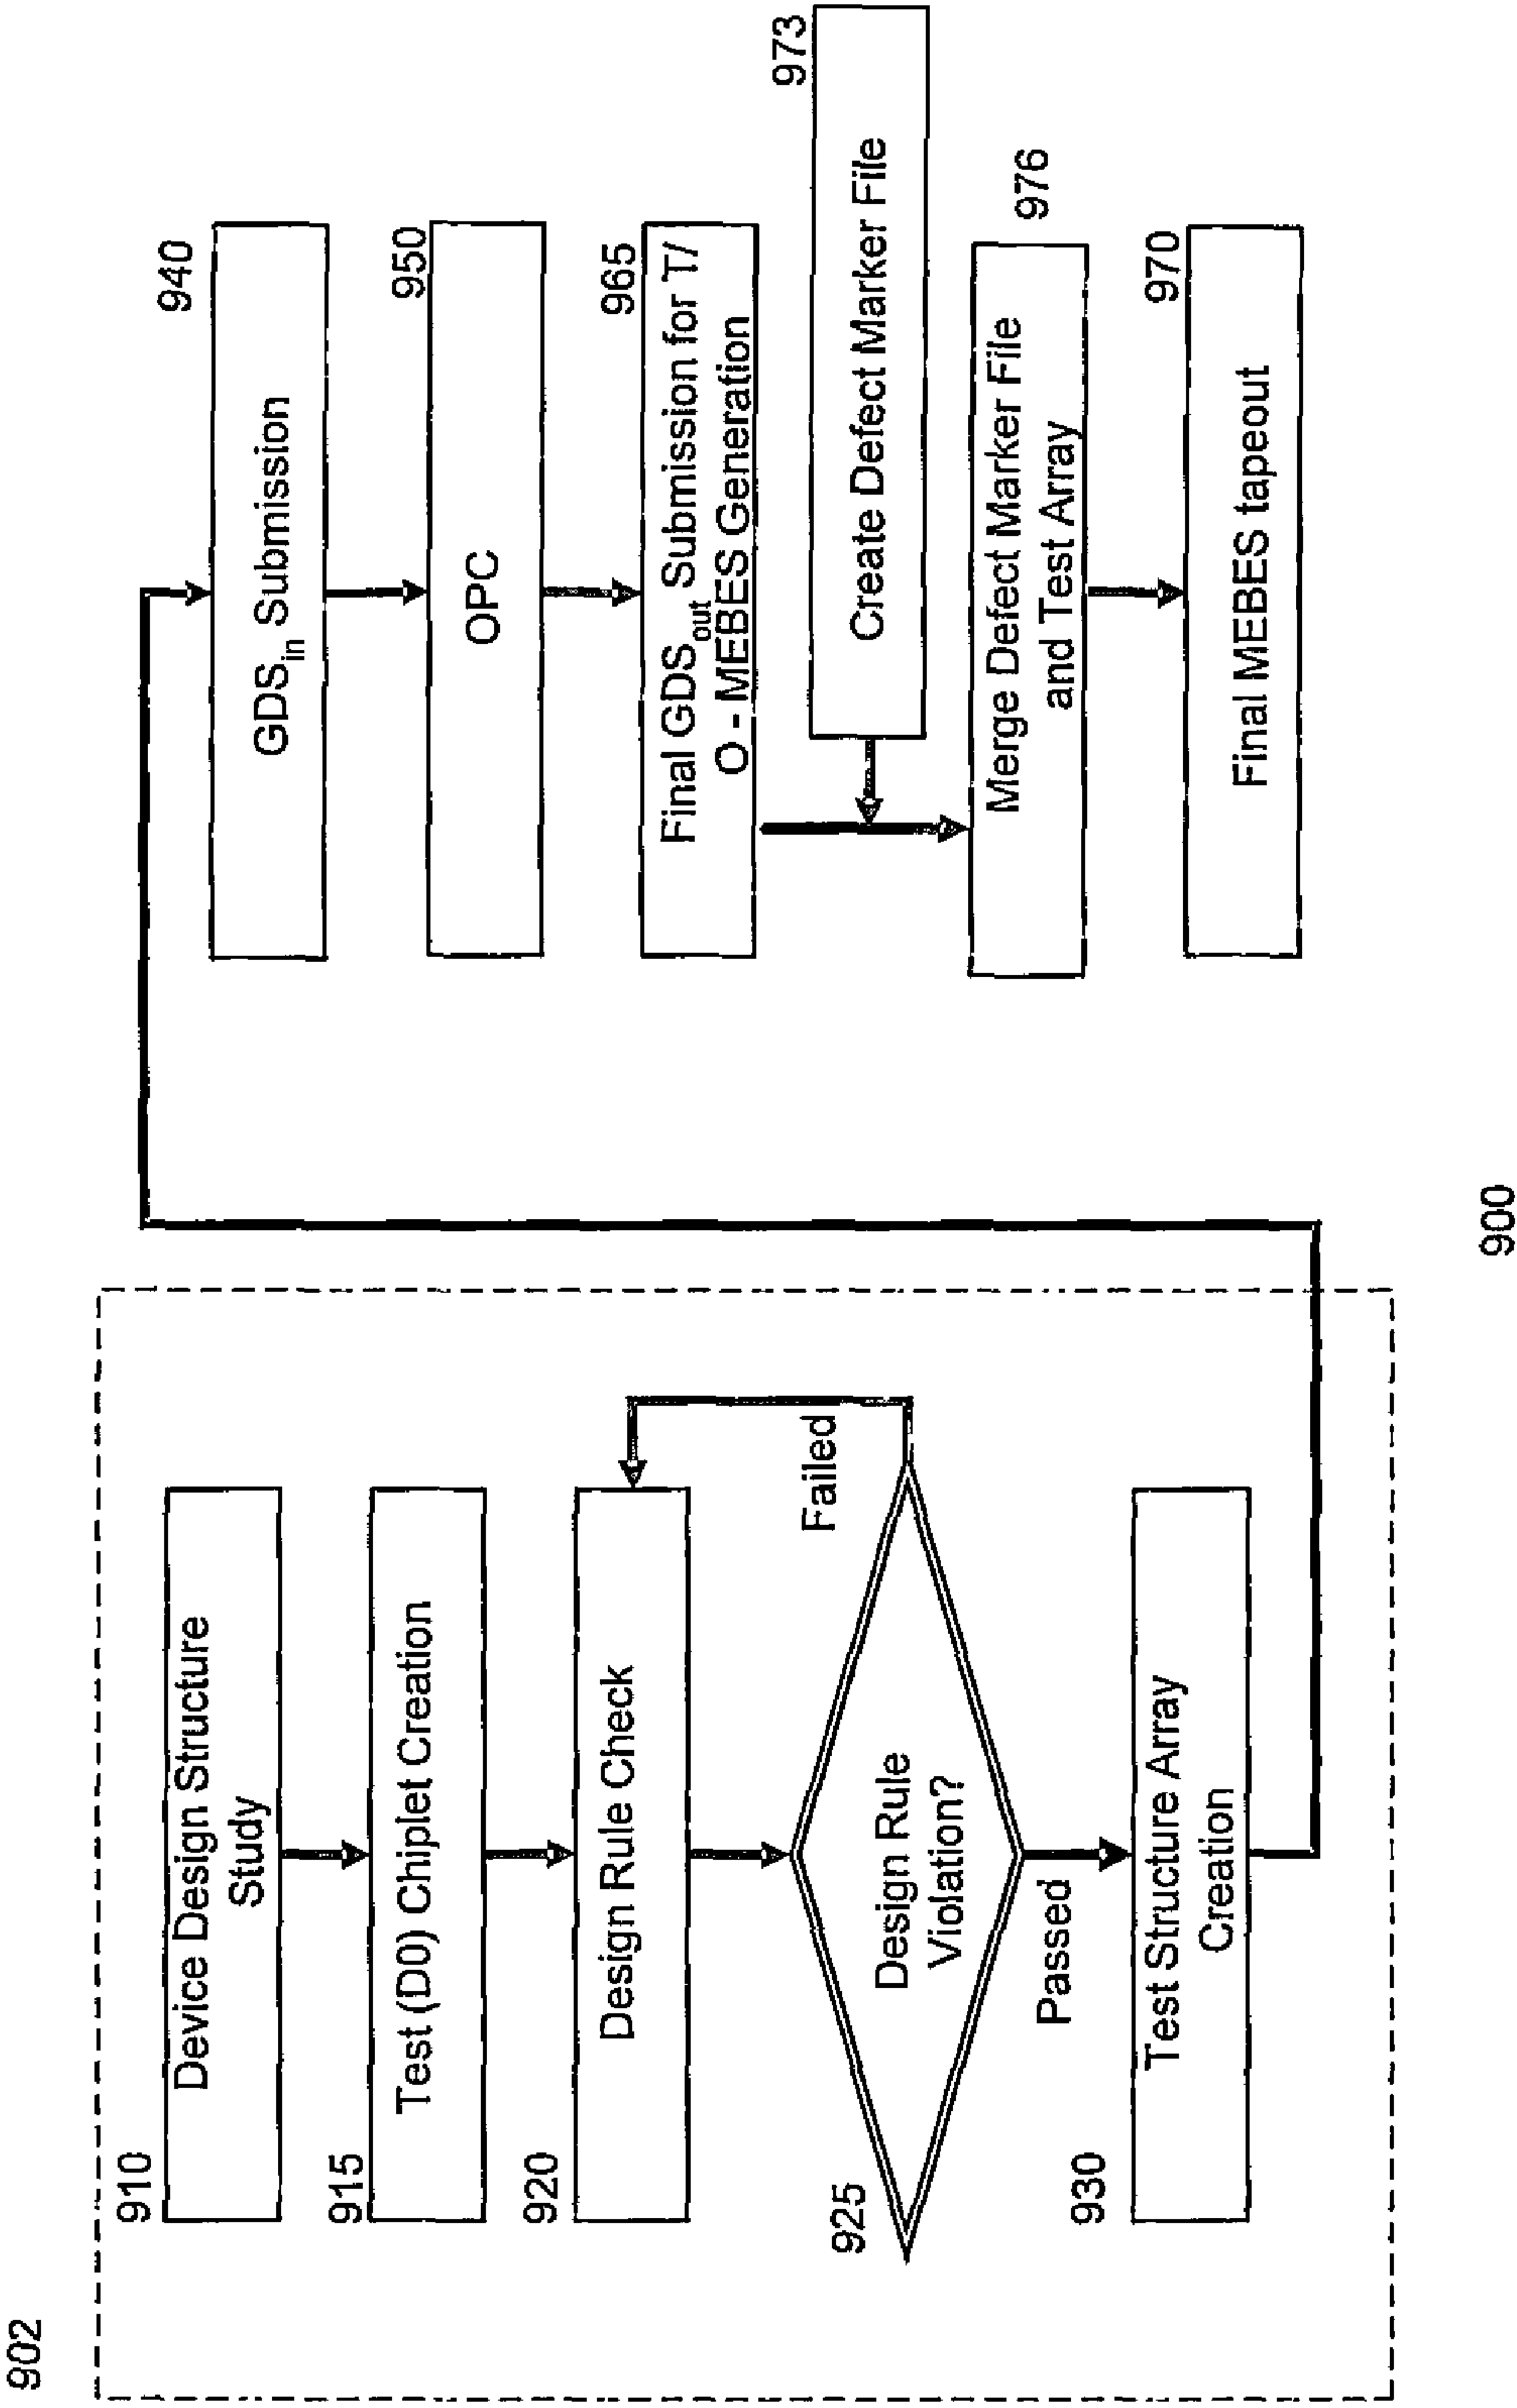 902
910
Device Design Structure
Study
915
Test (D0) Chiplet Creation
920
Design Rule Check
Failed
925
Design Rule
Violation?
Passed
930
Test Structure Array
Creation
940
GDSin Submission
950
OPC
965
Final GDSout Submission for T/
O - MEBES Generation
973
Create Defect Marker File
976
Merge Defect Marker File
and Test Array
970
Final MEBES tapeout
900